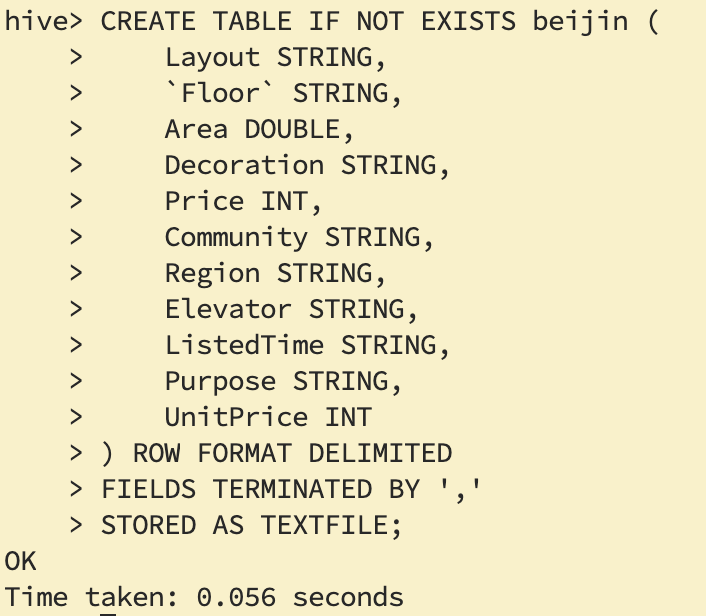 hive> CREATE TABLE IF NOT EXISTS beijin (
    >     Layout STRING,
    >     `Floor` STRING,
    >     Area DOUBLE,
    >     Decoration STRING,
    >     Price INT,
    >     Community STRING,
    >     Region STRING,
    >     Elevator STRING,
    >     ListedTime STRING,
    >     Purpose STRING,
    >     UnitPrice INT
    > ) ROW FORMAT DELIMITED
    > FIELDS TERMINATED BY ','
    > STORED AS TEXTFILE;
OK
Time taken: 0.056 seconds